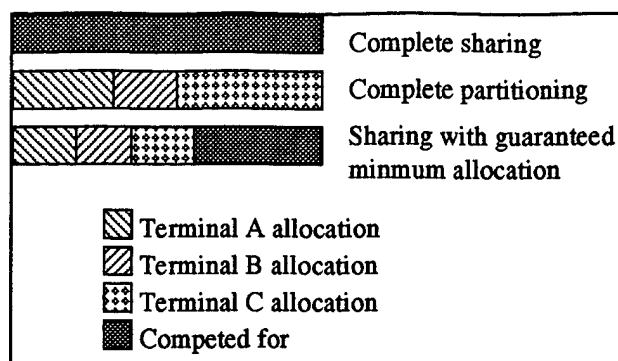 Complete sharing
Complete partitioning
Sharing with guaranteed
minmum allocation
Terminal A allocation
Terminal B allocation
Terminal C allocation
Competed for